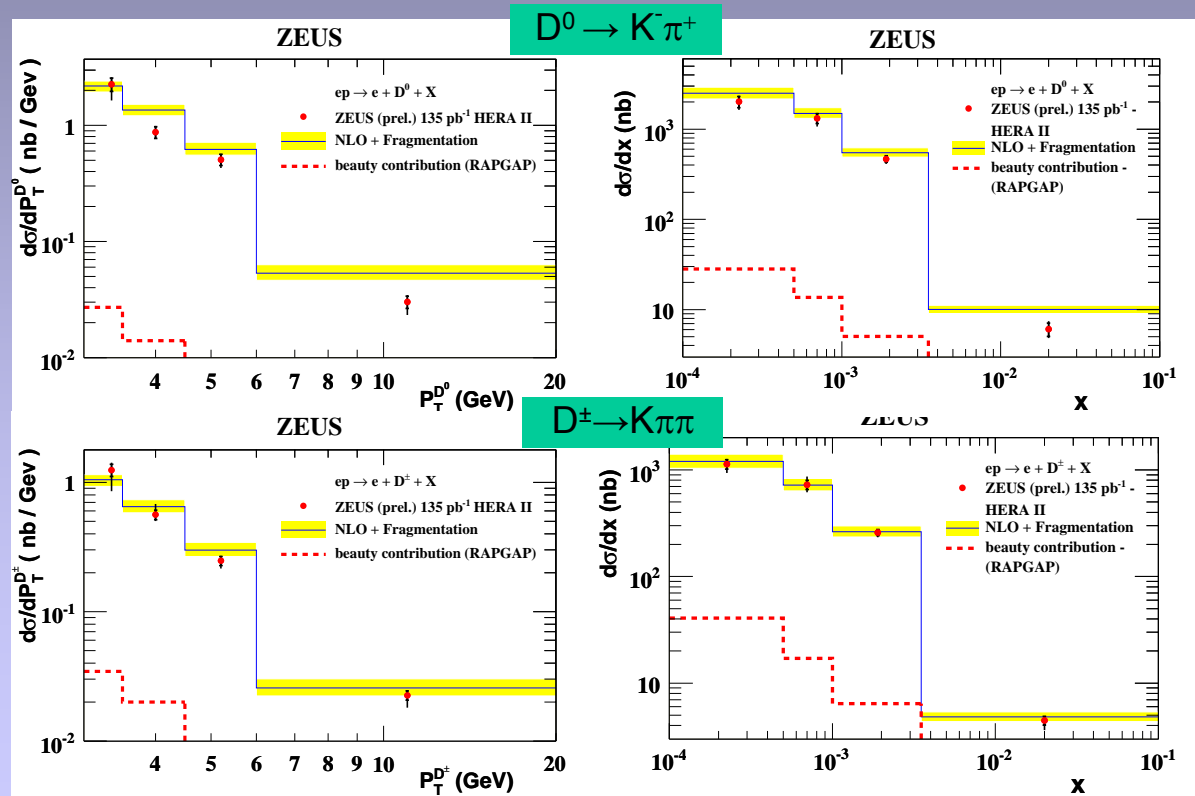 D⁰ → K⁻π⁺
ZEUS
dσ/dP_T^D⁰ ( nb / Gev)
1
10⁻¹
10⁻²
ep → e + D⁰ + X
ZEUS (prel.) 135 pb⁻¹ HERA II
NLO + Fragmentation
beauty contribution (RAPGAP)
4 5 6 7 8 9 10 20
P_T^D⁰ (GeV)
ZEUS
dσ/dx (nb)
10³
10²
10
ep → e + D⁰ + X
ZEUS (prel.) 135 pb⁻¹ -
HERA II
NLO + Fragmentation
beauty contribution -
(RAPGAP)
10⁻⁴ 10⁻³ 10⁻² 10⁻¹
x
D±→Kππ
ZEUS
dσ/dP_T^D± ( nb / Gev)
1
10⁻¹
10⁻²
ep → e + D± + X
ZEUS (prel.) 135 pb⁻¹ HERA II
NLO + Fragmentation
beauty contribution (RAPGAP)
4 5 6 7 8 9 10 20
P_T^D± (GeV)
ZEUS
dσ/dx (nb)
10³
10²
10
ep → e + D± + X
ZEUS (prel.) 135 pb⁻¹ -
HERA II
NLO + Fragmentation
beauty contribution -
(RAPGAP)
10⁻⁴ 10⁻³ 10⁻² 10⁻¹
x